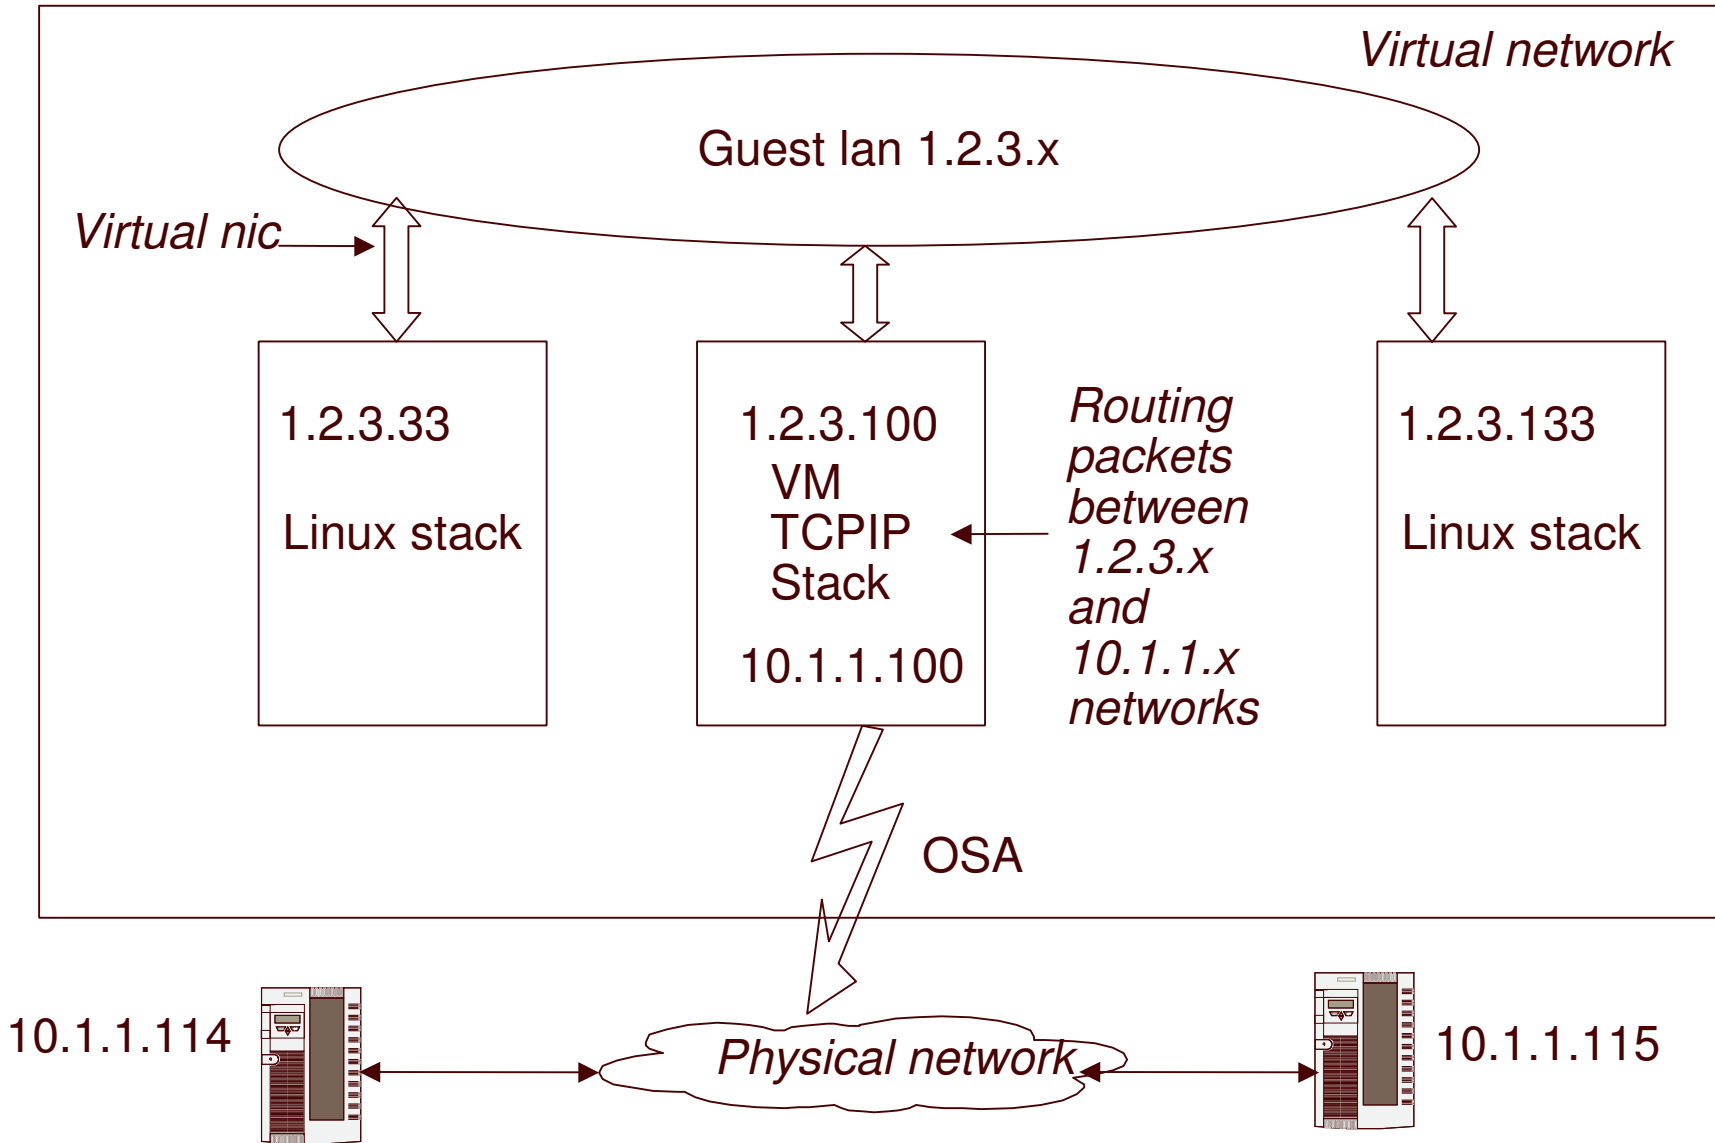 Virtual network
Guest lan 1.2.3.x
Virtual nic
1.2.3.33
Linux stack
1.2.3.100
VM
TCPIP
Stack
10.1.1.100
Routing
packets
between
1.2.3.x
and
10.1.1.x
networks
1.2.3.133
Linux stack
OSA
10.1.1.114
Physical network
10.1.1.115